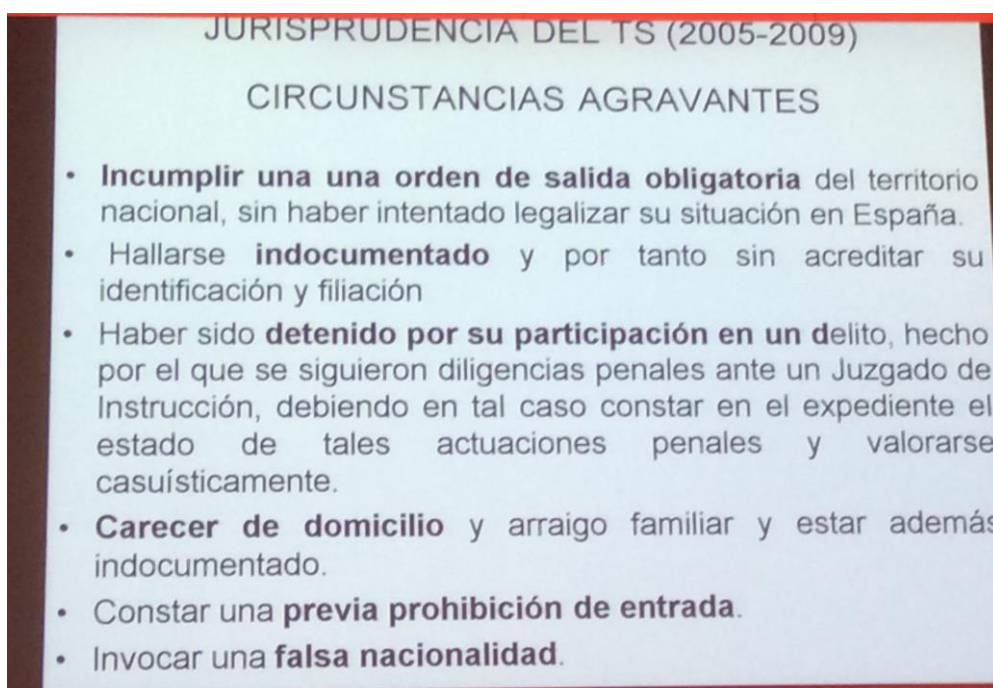 JURISPRUDENCIA DEL TS (2005-2009)
CIRCUNSTANCIAS AGRAVANTES
• Incumplir una una orden de salida obligatoria del territorio
nacional, sin haber intentado legalizar su situación en España.
• Hallarse indocumentado y por tanto sin acreditar su
identificación y filiación
• Haber sido detenido por su participación en un delito, hecho
por el que se siguieron diligencias penales ante un Juzgado de
Instrucción, debiendo en tal caso constar en el expediente el
estado de tales actuaciones penales y valorarse
casuísticamente.
• Carecer de domicilio y arraigo familiar y estar además
indocumentado.
• Constar una previa prohibición de entrada.
• Invocar una falsa nacionalidad.